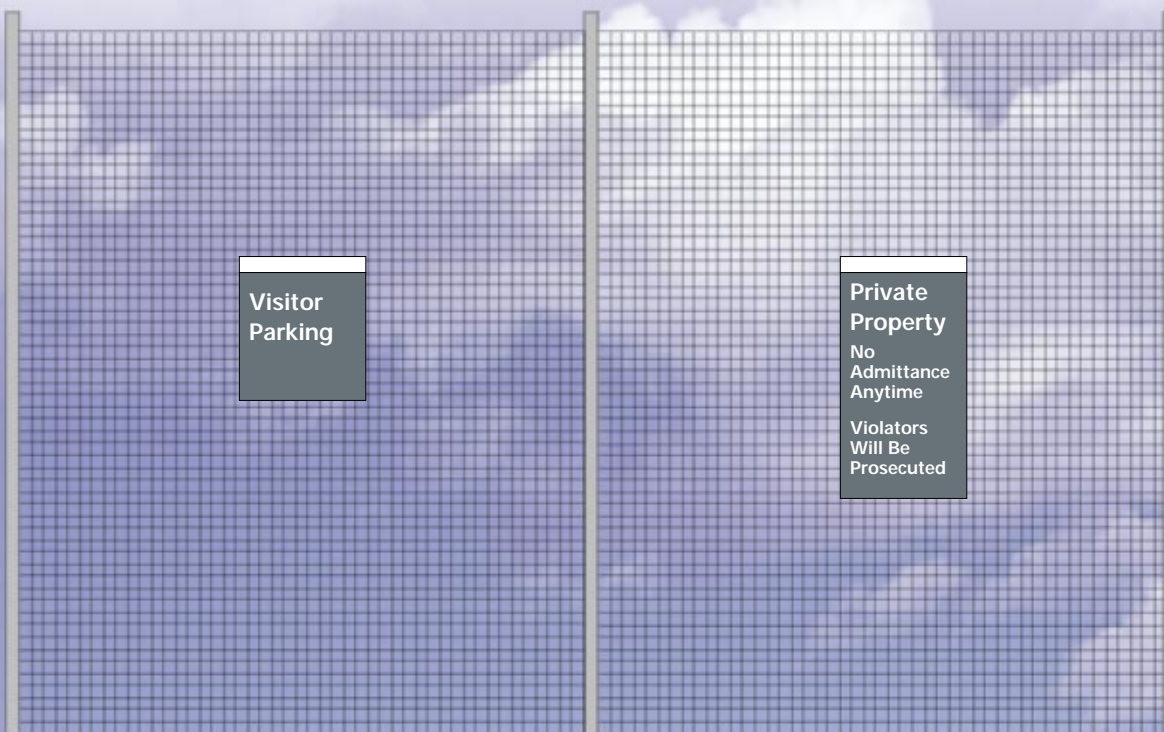 Visitor
Parking
Private
Property
No
Admittance
Anytime
Violators
Will Be
Prosecuted